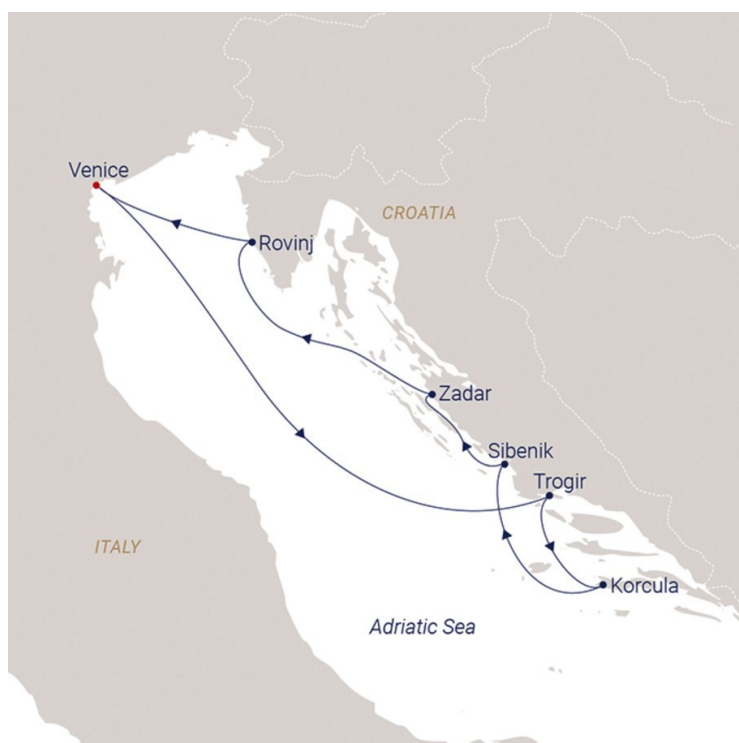 Venice
CROATIA
Rovinj
Zadar
Sibenik
Trogir
ITALY
Korcula
Adriatic Sea